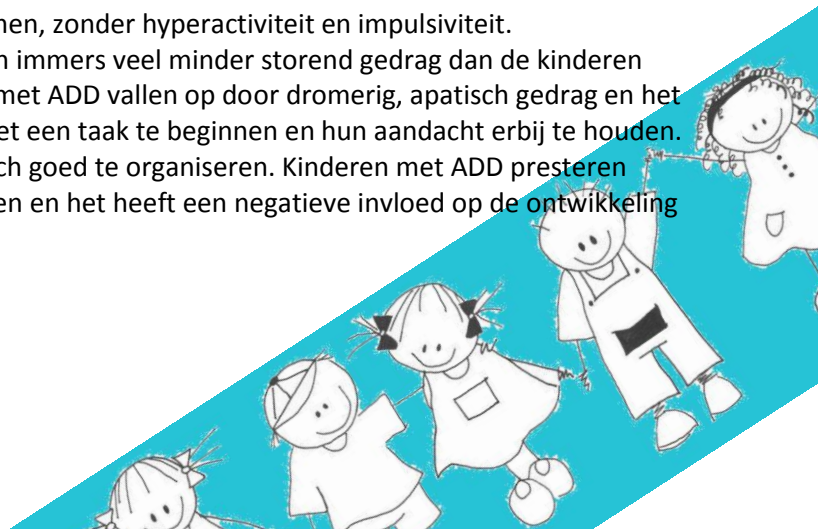 en, zonder hyperactiviteit en impulsiviteit.
immers veel minder storend gedrag dan de kinderen
met ADD vallen op door dromerig, apatisch gedrag en het
et een taak te beginnen en hun aandacht erbij te houden.
ch goed te organiseren. Kinderen met ADD presteren
en en het heeft een negatieve invloed op de ontwikkeling